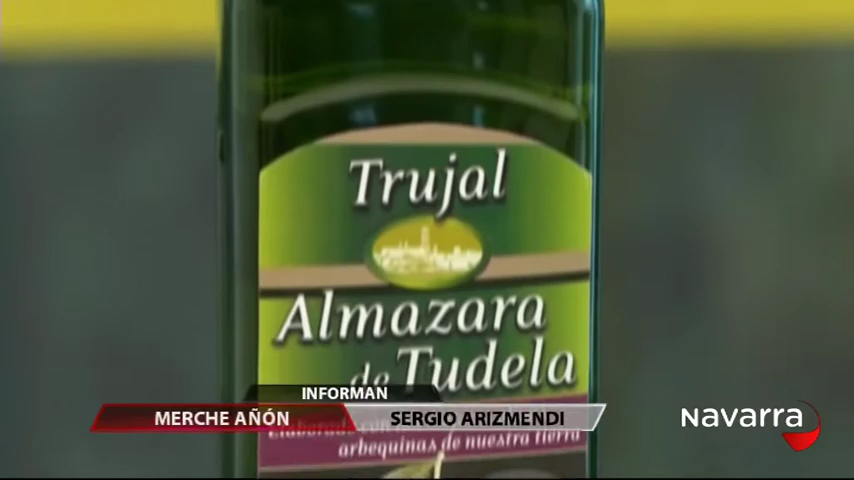 Trujal
Almazara
de Tudela
arbequinas de nuestra tierra
INFORMAN
MERCHE AÑÓN
SERGIO ARIZMENDI
Navarra